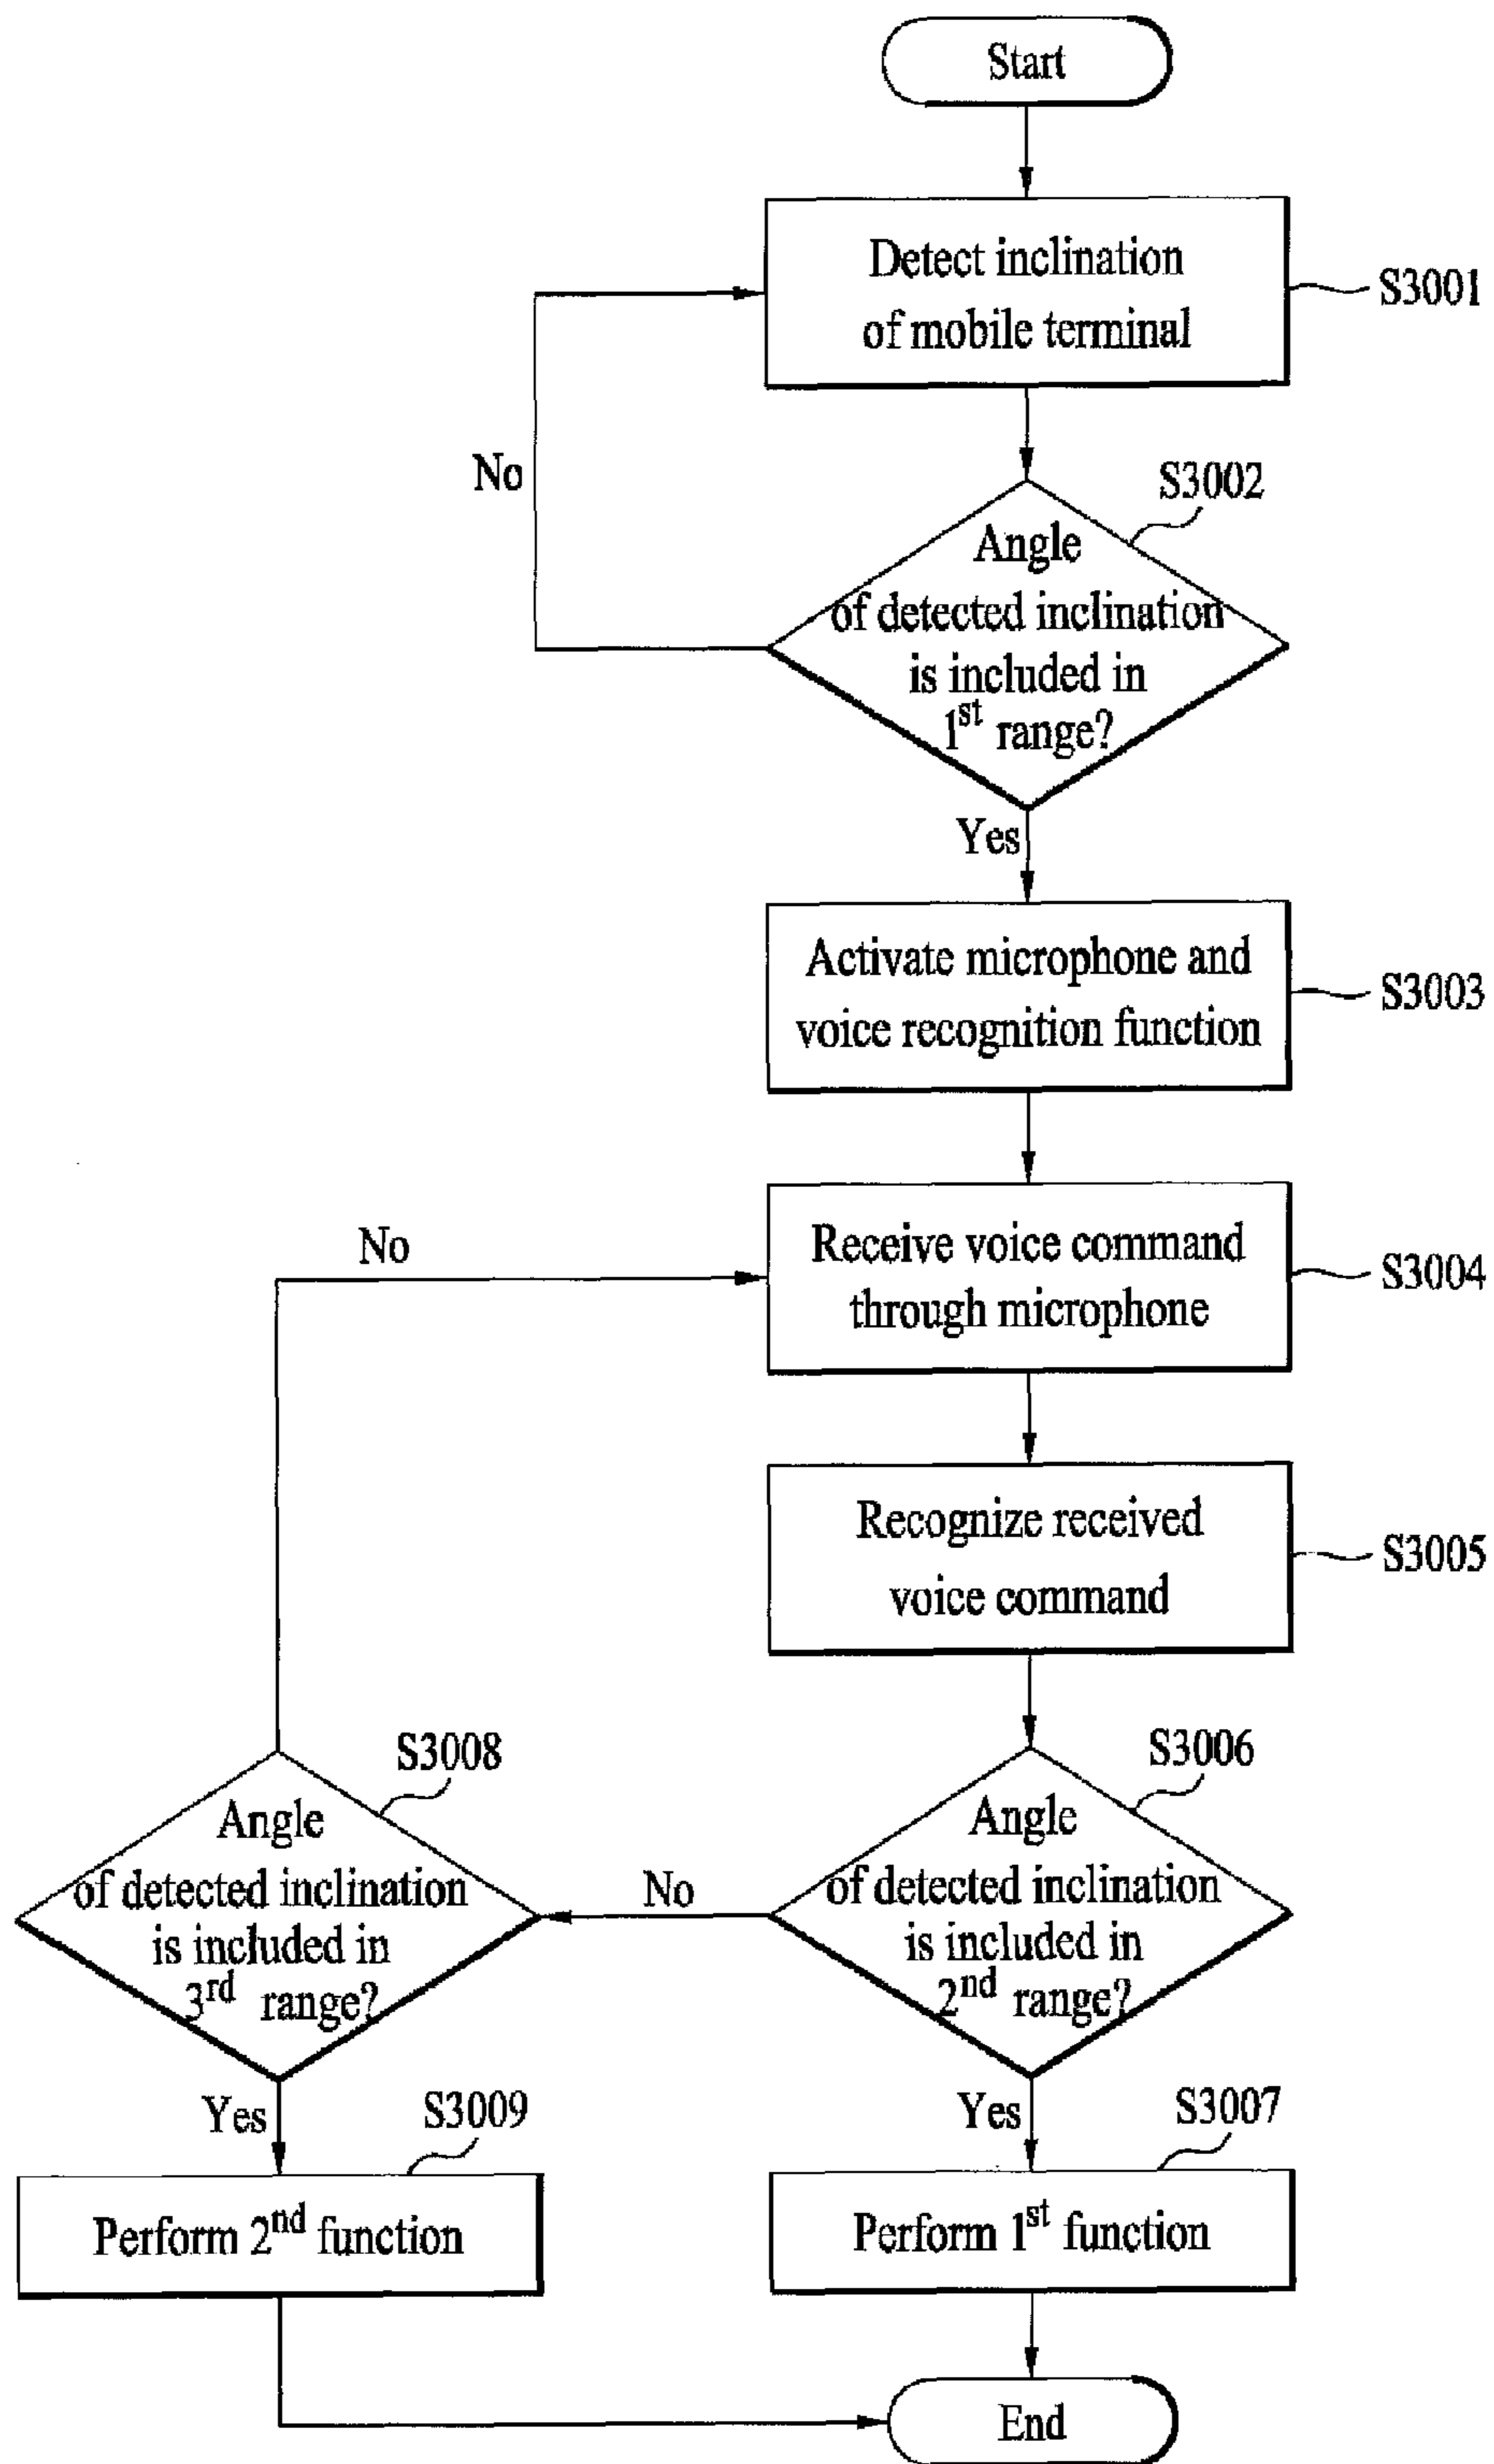 Start
Detect inclination
of mobile terminal
S3001
No
S3002
Angle
of detected inclination
is included in
1st range?
Yes
Activate microphone and
voice recognition function
S3003
No
Receive voice command
through microphone
S3004
Recognize received
voice command
S3005
S3008
Angle
of detected inclination
is included in
3rd range?
No
S3006
Angle
of detected inclination
is included in
2nd range?
Yes
S3009
Perform 2nd function
Yes
S3007
Perform 1st function
End